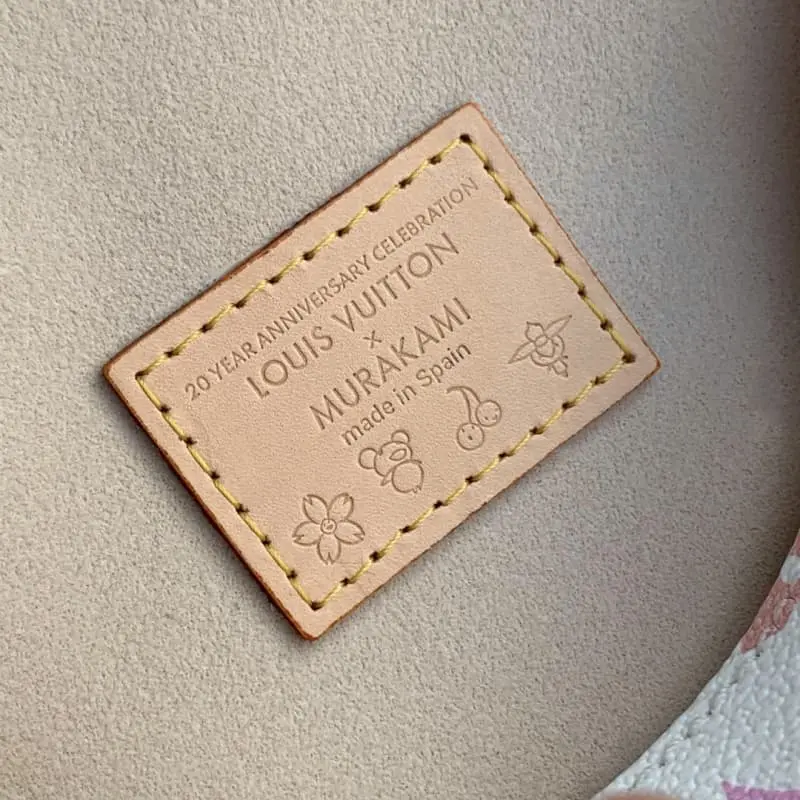 20 YEAR ANNIVERSARY CELEBRATION
LOUIS VUITTON
x
MURAKAMI
made in Spain